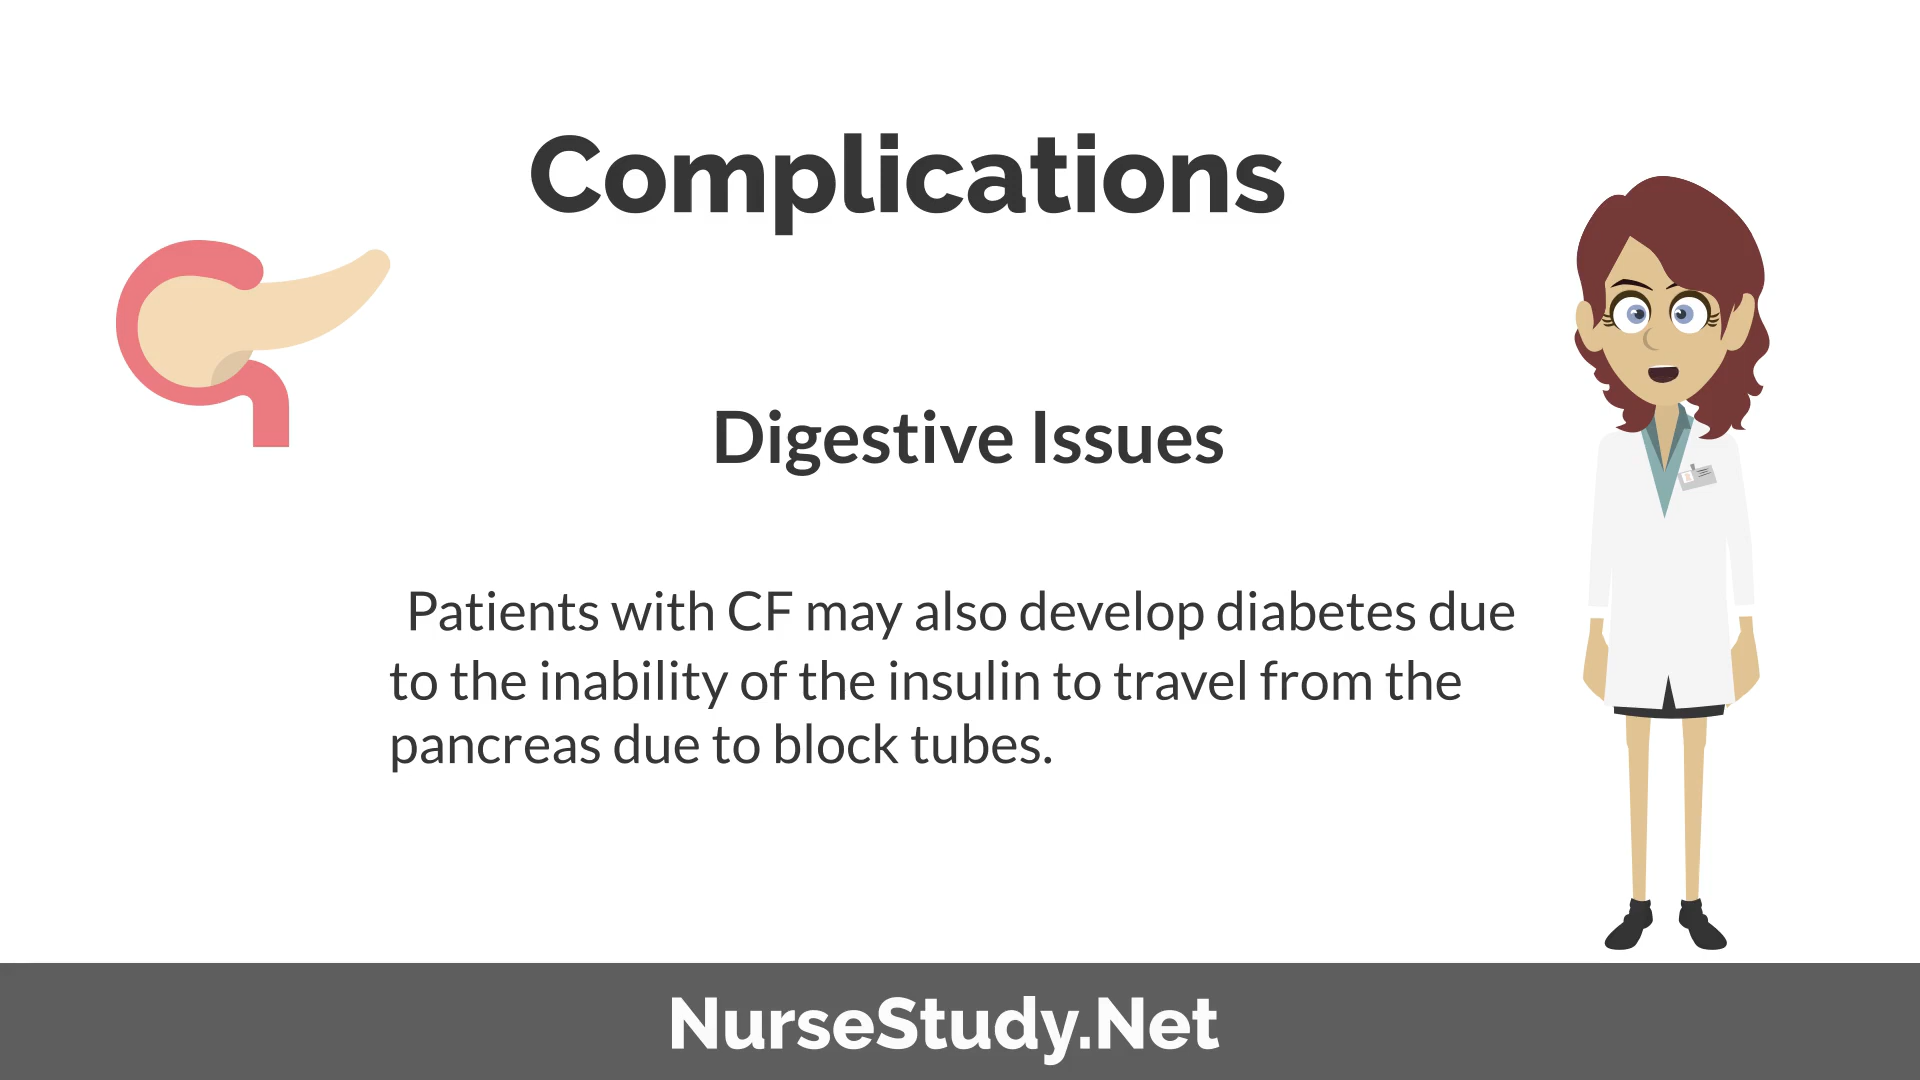 Complications
Digestive Issues
Patients with CF may also develop diabetes due
to the inability of the insulin to travel from the
pancreas due to block tubes.
NurseStudy.Net